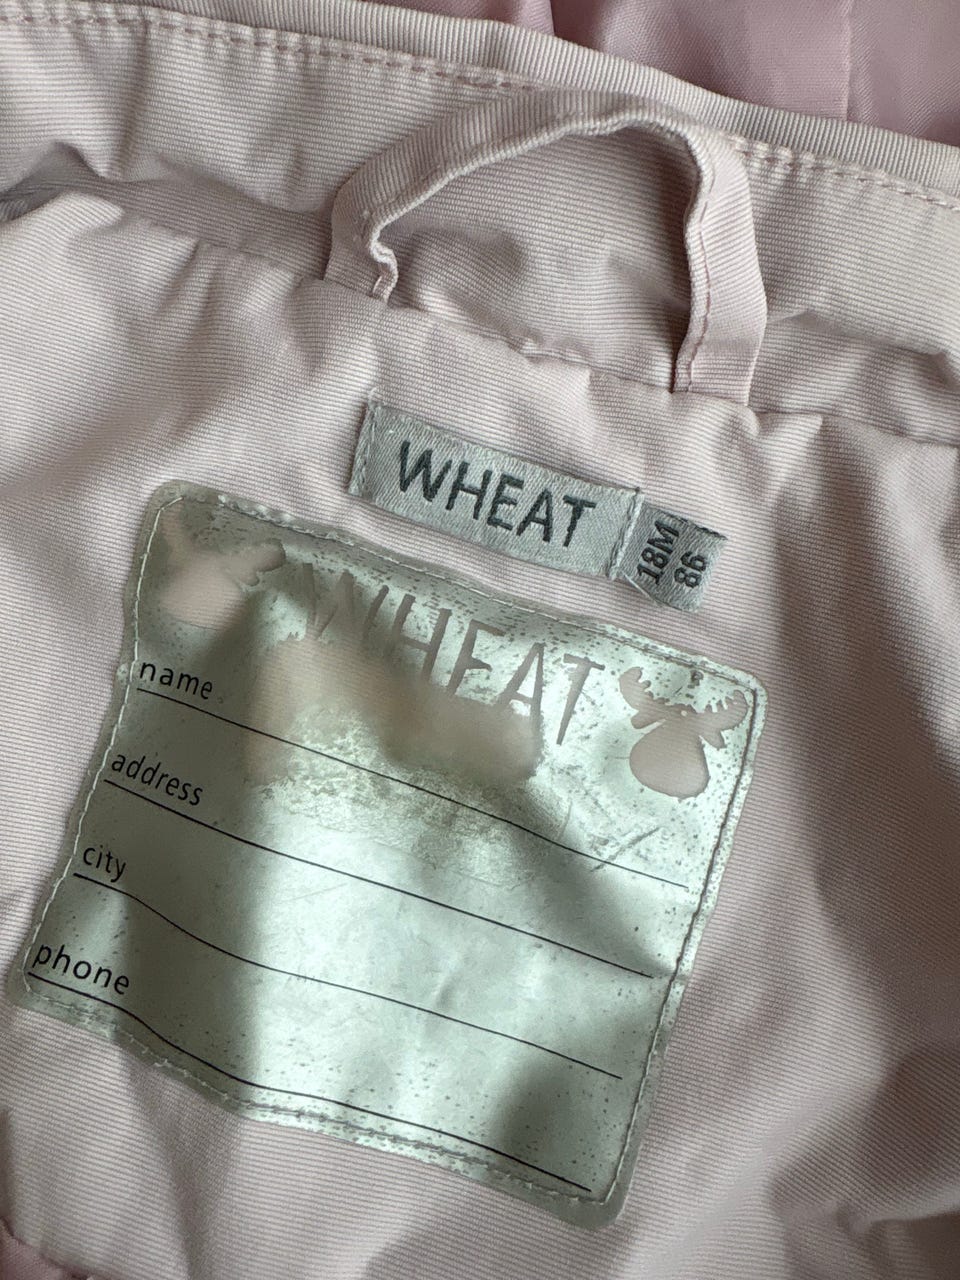 WHEAT
18M
86
WHEAT
name
address
city
phone